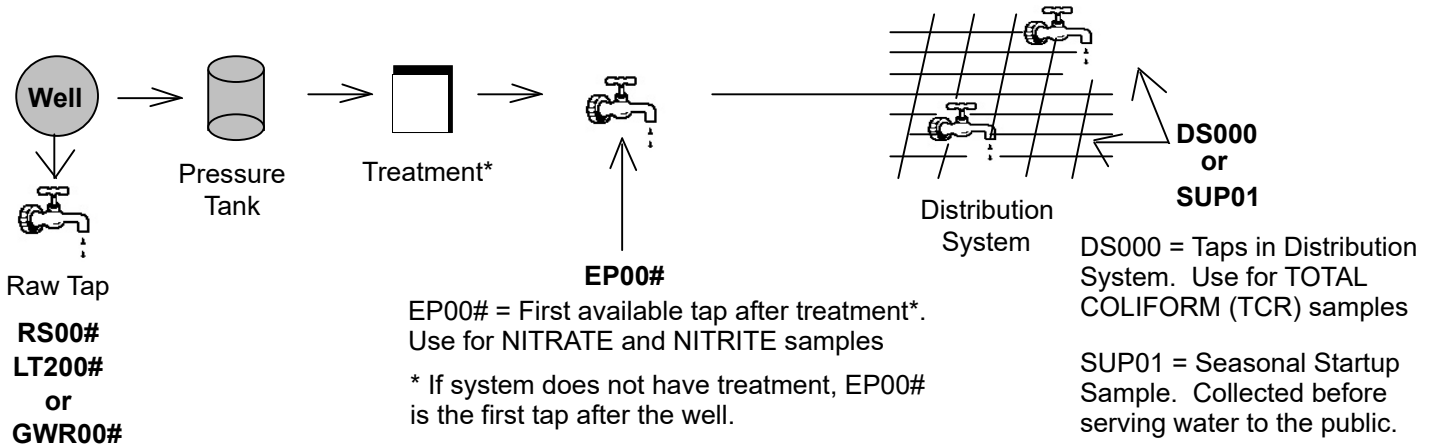 Well
Pressure
Tank
Treatment*
Raw Tap
RS00#
LT200#
or
GWR00#
EP00#
EP00# = First available tap after treatment*.
Use for NITRATE and NITRITE samples
* If system does not have treatment, EP00#
is the first tap after the well.
Distribution
System
DS000
or
SUP01
DS000 = Taps in Distribution
System. Use for TOTAL
COLIFORM (TCR) samples
SUP01 = Seasonal Startup
Sample. Collected before
serving water to the public.